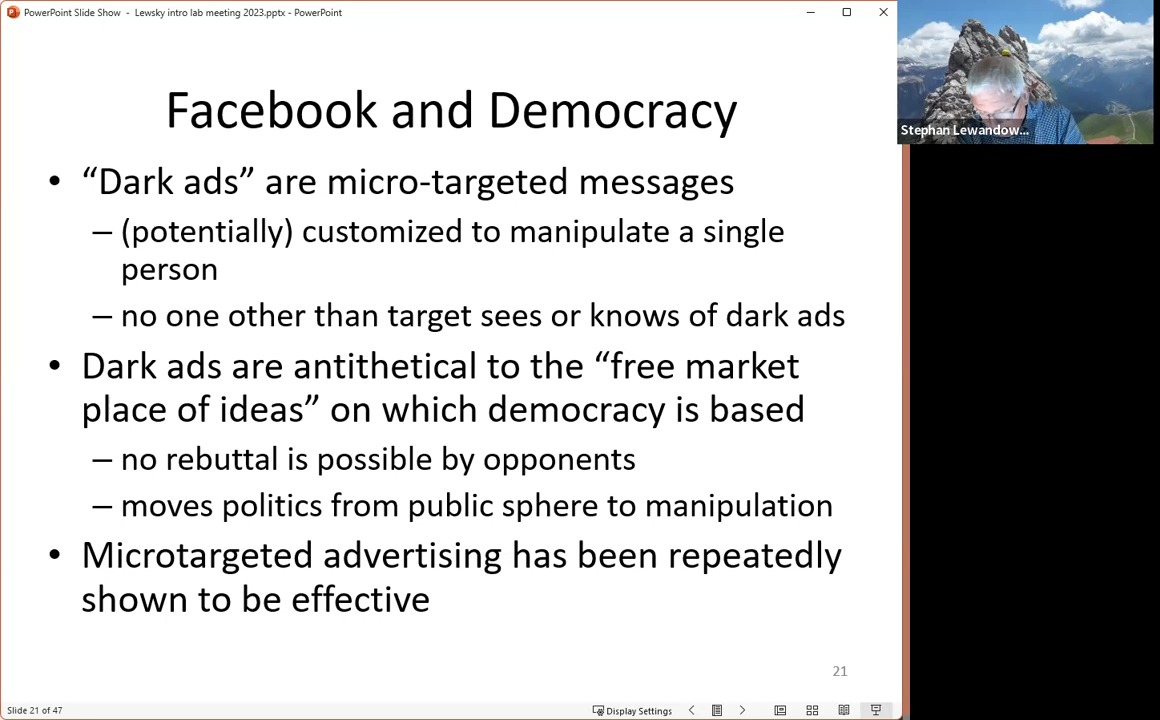 PowerPoint Slide Show - Lewsky intro lab meeting 2023.pptx - PowerPoint
Stephan Lewandow...
Facebook and Democracy
• “Dark ads” are micro-targeted messages
– (potentially) customized to manipulate a single
person
– no one other than target sees or knows of dark ads
• Dark ads are antithetical to the “free market
place of ideas” on which democracy is based
– no rebuttal is possible by opponents
– moves politics from public sphere to manipulation
• Microtargeted advertising has been repeatedly
shown to be effective
21
Slide 21 of 47
Display Settings